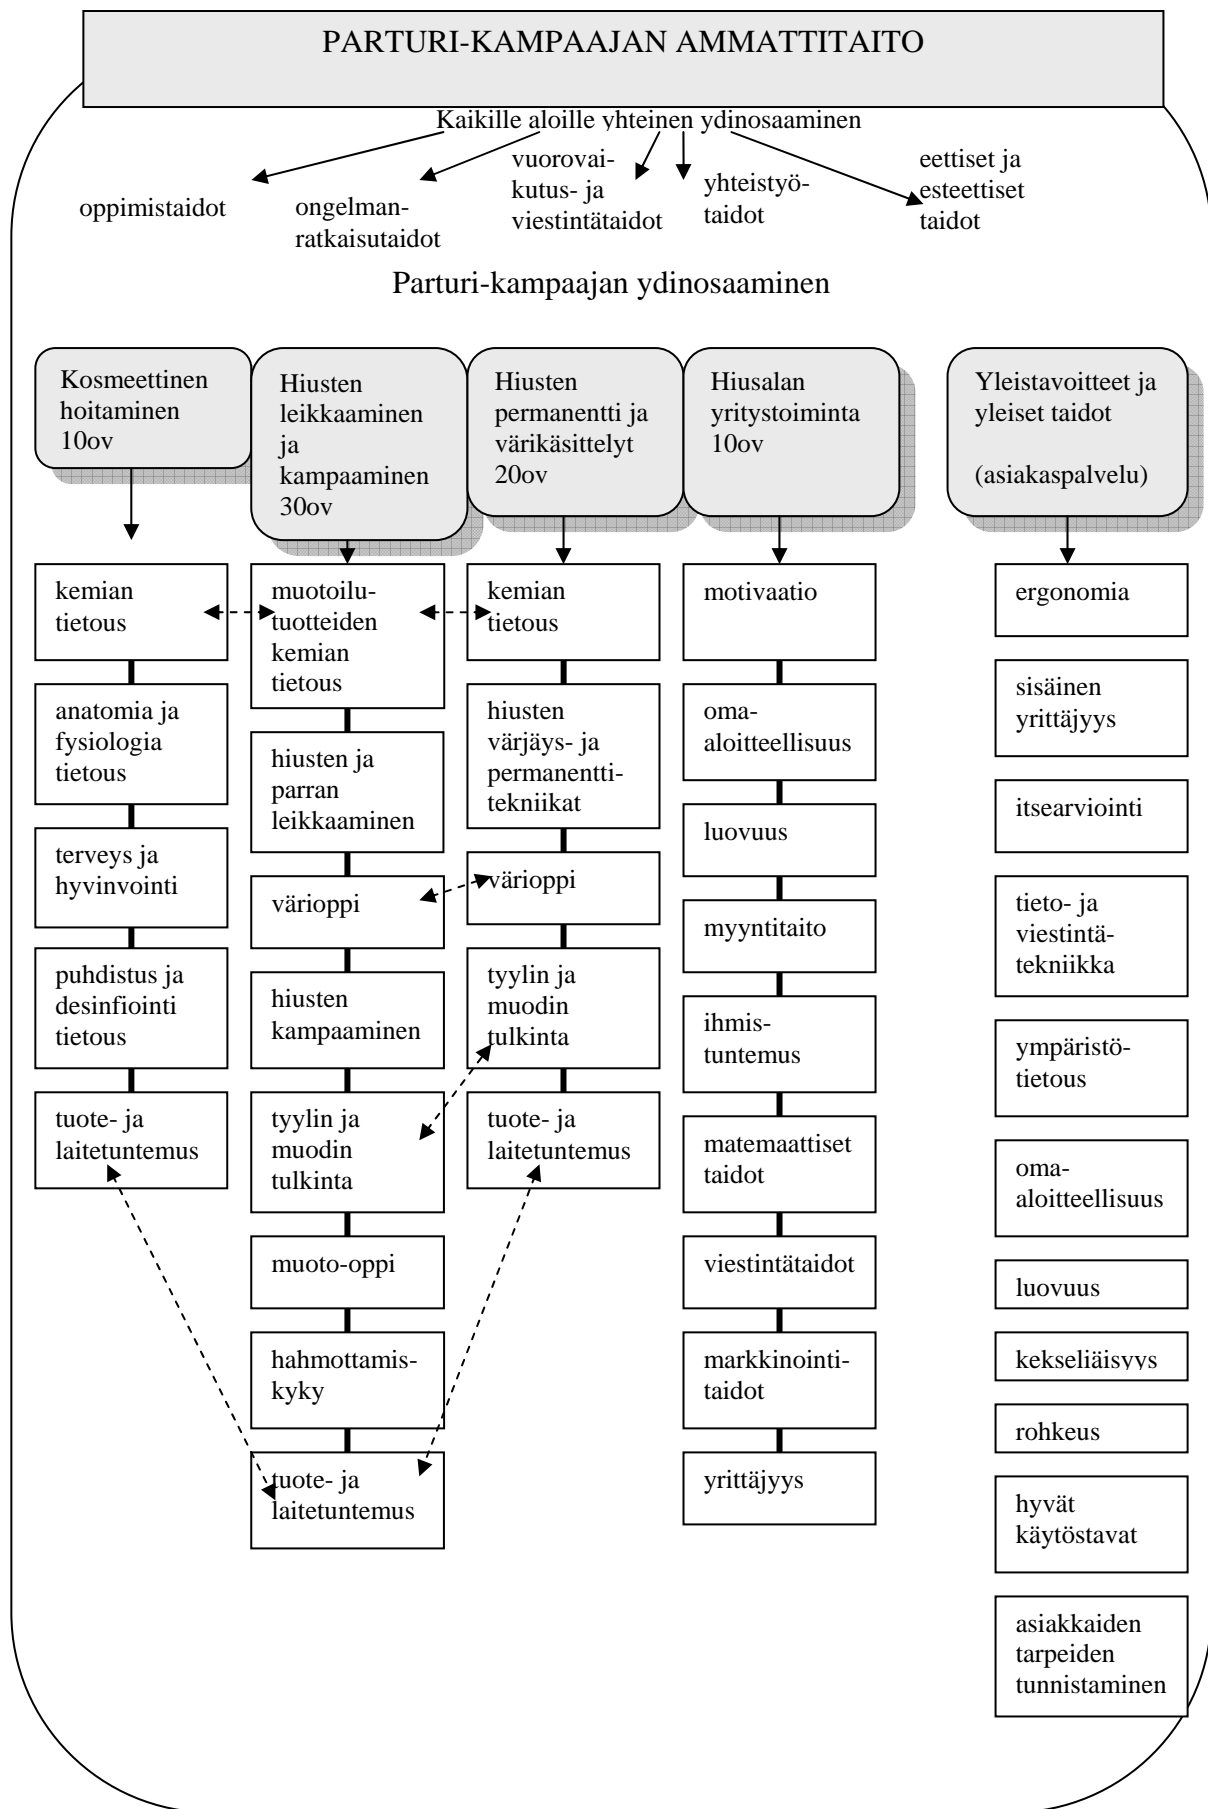 PARTURI-KAMPAAJAN AMMATTITAITO
Kaikille aloille yhteinen ydinosaaminen
oppimistaidot
ongelman-
ratkaisutaidot
vuorovai-
kutus- ja
viestintätaidot
yhteistyö-
taidot
eettiset ja
esteettiset
taidot
Parturi-kampaajan ydinosaaminen
Kosmeettinen
hoitaminen
10ov
kemian
tietous
anatomia ja
fysiologia
tietous
terveys ja
hyvinvointi
puhdistus ja
desinfiointi
tietous
tuote- ja
laitetuntemus
Hiusten
leikkaaminen
ja
kampaaminen
30ov
muotoilu-
tuotteiden
kemian
tietous
hiusten ja
parran
leikkaaminen
värioppi
hiusten
kampaaminen
tyylin ja
muodin
tulkinta
muoto-oppi
hahmottamis-
kyky
tuote- ja
laitetuntemus
Hiusten
permanentti ja
värikäsittelyt
20ov
kemian
tietous
hiusten
värjäys- ja
permanentti-
tekniikat
värioppi
tyylin ja
muodin
tulkinta
tuote- ja
laitetuntemus
Hiusalan
yritystoiminta
10ov
motivaatio
oma-
aloitteellisuus
luovuus
myyntitaito
ihmis-
tuntemus
matemaattiset
taidot
viestintätaidot
markkinointi-
taidot
yrittäjyys
Yleistavoitteet ja
yleiset taidot
(asiakaspalvelu)
ergonomia
sisäinen
yrittäjyys
itsearviointi
tieto- ja
viestintä-
tekniikka
ympäristö-
tietous
oma-
aloitteellisuus
luovuus
kekseliäisyys
rohkeus
hyvät
käytöstavat
asiakkaiden
tarpeiden
tunnistaminen